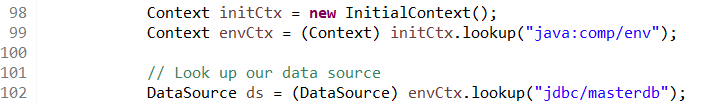 98 Context initCtx = new InitialContext();
99 Context envCtx = (Context) initCtx.lookup("java:comp/env");
100
101 // Look up our data source
102 DataSource ds = (DataSource) envCtx.lookup("jdbc/masterdb");